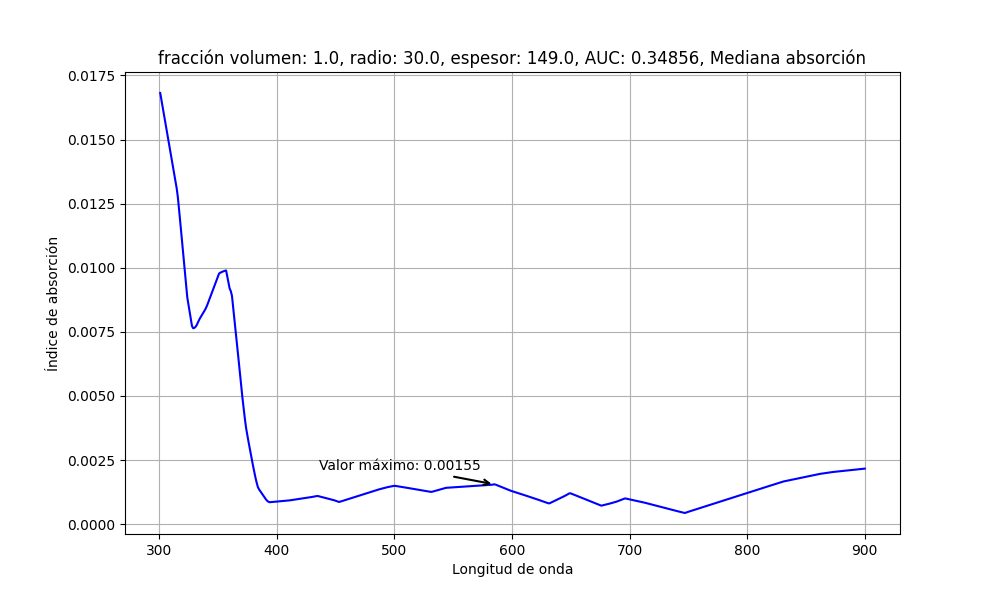 fracción volumen: 1.0, radio: 30.0, espesor: 149.0, AUC: 0.34856, Mediana absorción
0.0175
0.0150
0.0125
0.0100
0.0075
0.0050
0.0025
0.0000
Índice de absorción
Valor máximo: 0.00155
300 400 500 600 700 800 900
Longitud de onda